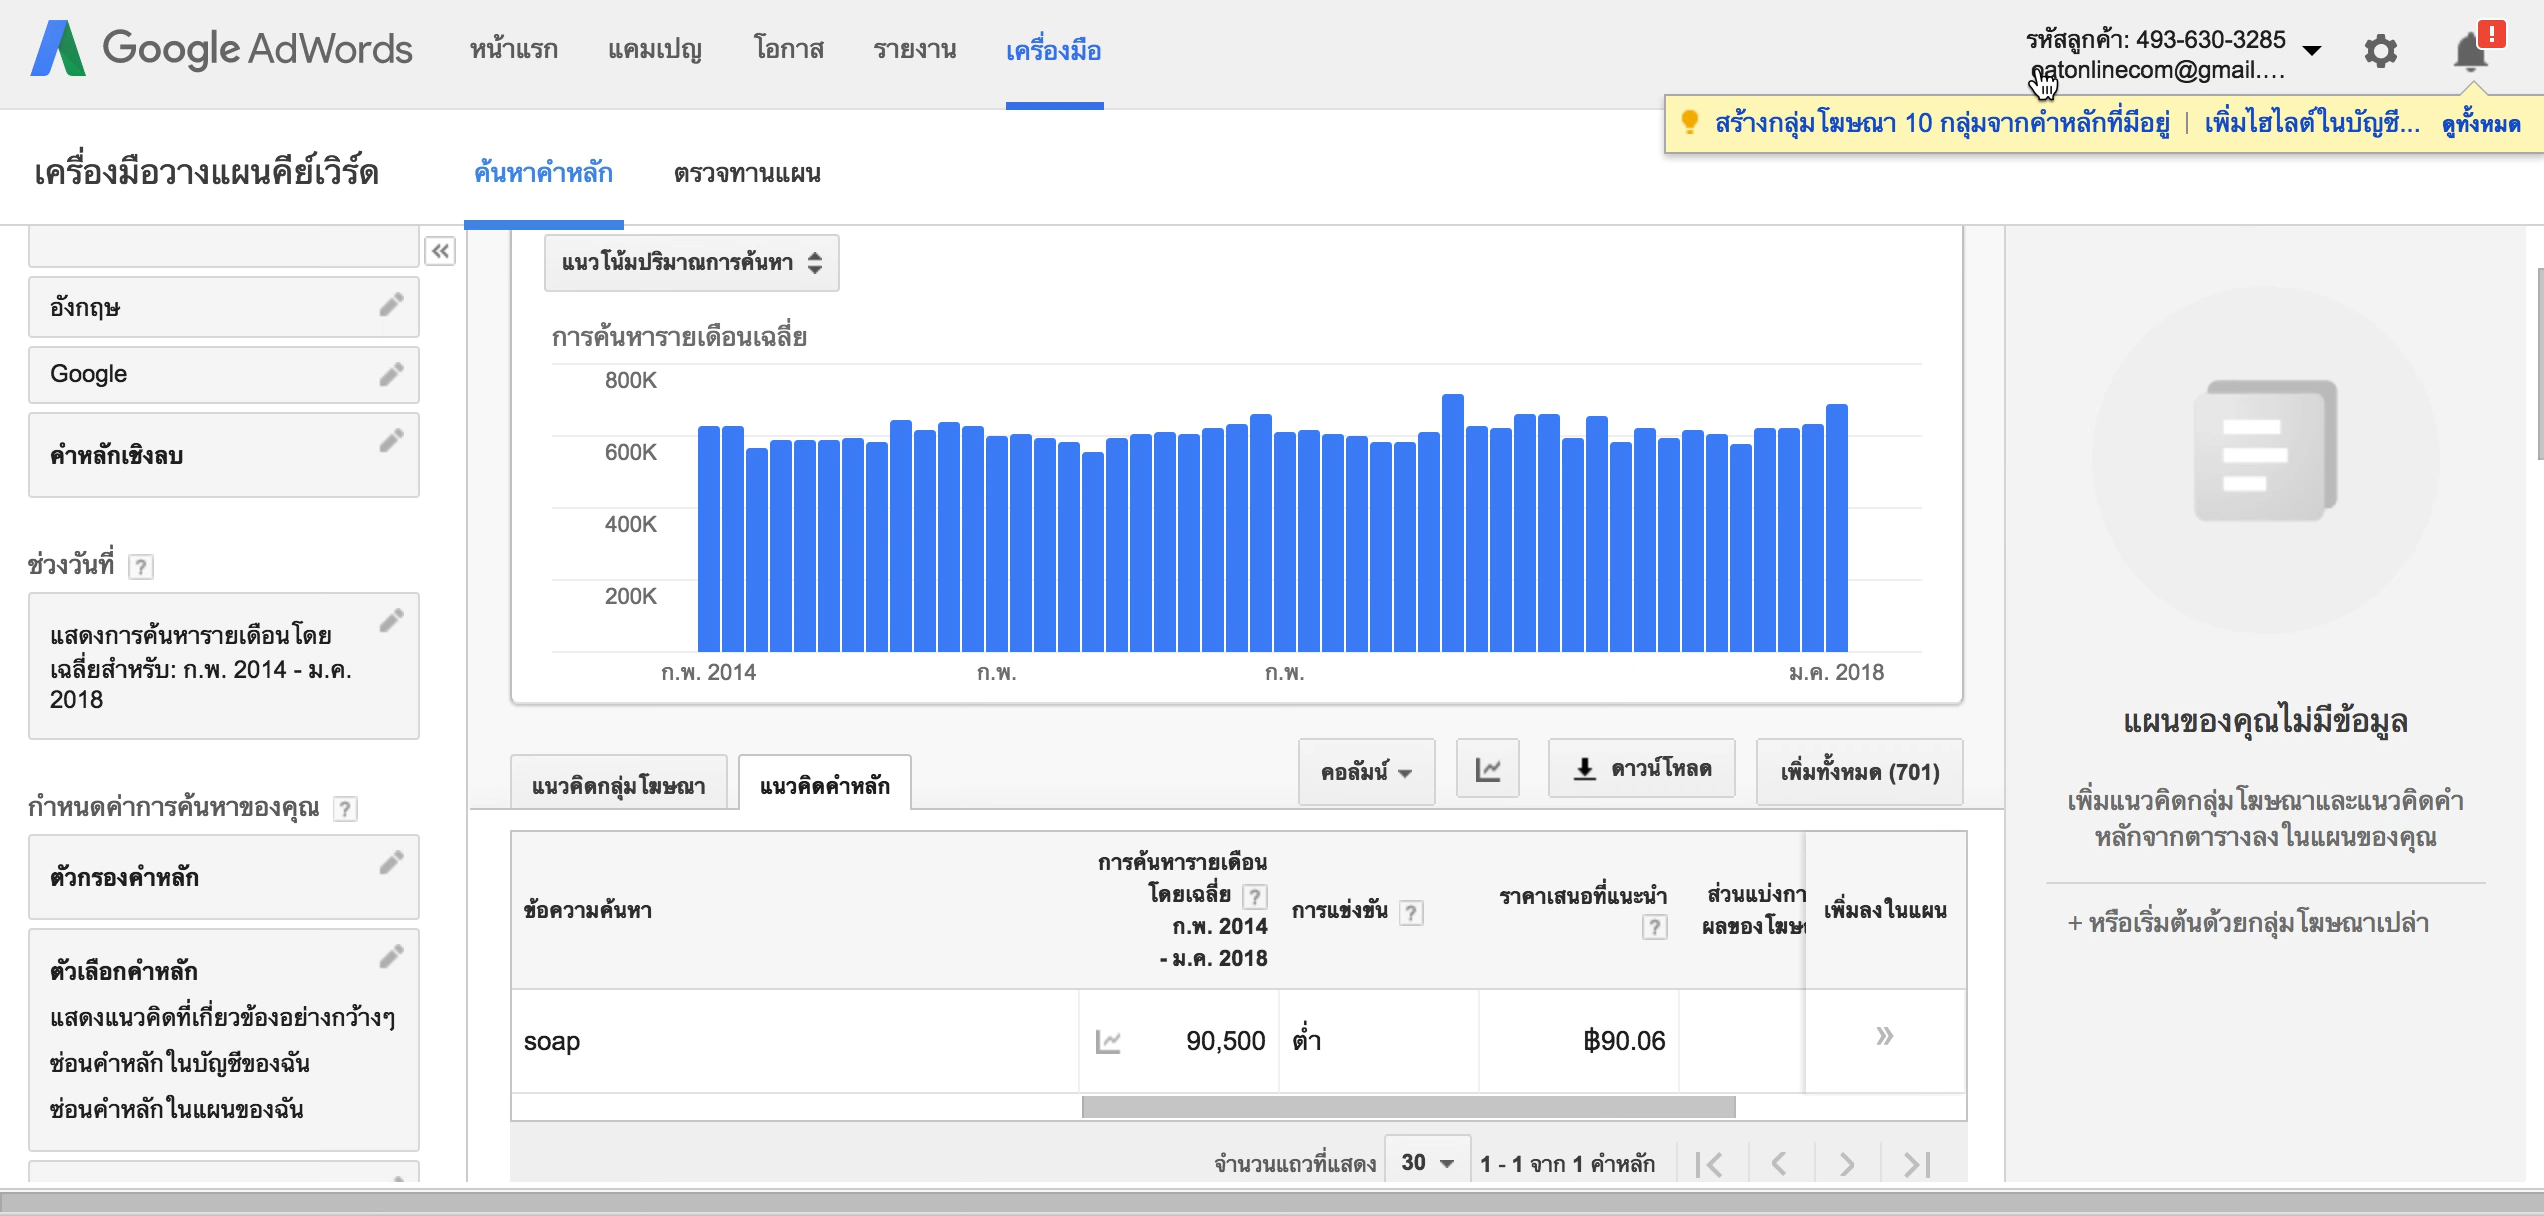 Google AdWords
หน้าแรก
แคมเปญ
โอกาส
รายงาน
เครื่องมือ
รหัสลูกค้า: 493-630-3285
natonlinecom@gmail....
!
สร้างกลุ่มโฆษณา 10 กลุ่มจากคำหลักที่มีอยู่ | เพิ่มไฮไลต์ในบัญชี... ดูทั้งหมด
เครื่องมือวางแผนคีย์เวิร์ด
ค้นหาคำหลัก
ตรวจทานแผน
อังกฤษ
Google
คำหลักเชิงลบ
ช่วงวันที่ ?
แสดงการค้นหารายเดือนโดย
เฉลี่ยสำหรับ: ก.พ. 2014 - ม.ค.
2018
กำหนดค่าการค้นหาของคุณ ?
ตัวกรองคำหลัก
ตัวเลือกคำหลัก
แสดงแนวคิดที่เกี่ยวข้องอย่างกว้างๆ
ซ่อนคำหลักในบัญชีของฉัน
ซ่อนคำหลักในแผนของฉัน
แนวโน้มปริมาณการค้นหา
การค้นหารายเดือนเฉลี่ย
800K
600K
400K
200K
ก.พ. 2014
ก.พ.
ก.พ.
ม.ค. 2018
แนวคิดกลุ่มโฆษณา
แนวคิดคำหลัก
คอลัมน์
ดาวน์โหลด
เพิ่มทั้งหมด (701)
ข้อความค้นหา
การค้นหารายเดือน
โดยเฉลี่ย ?
ก.พ. 2014
- ม.ค. 2018
การแข่งขัน ?
ราคาเสนอที่แนะนำ
?
ส่วนแบ่งกา
ผลของโฆษ
เพิ่มลงในแผน
soap
90,500
ต่ำ
฿90.06
»
จำนวนแถวที่แสดง
30
1 - 1 จาก 1 คำหลัก
แผนของคุณไม่มีข้อมูล
เพิ่มแนวคิดกลุ่มโฆษณาและแนวคิดคำ
หลักจากตารางลงในแผนของคุณ
+ หรือเริ่มต้นด้วยกลุ่มโฆษณาเปล่า